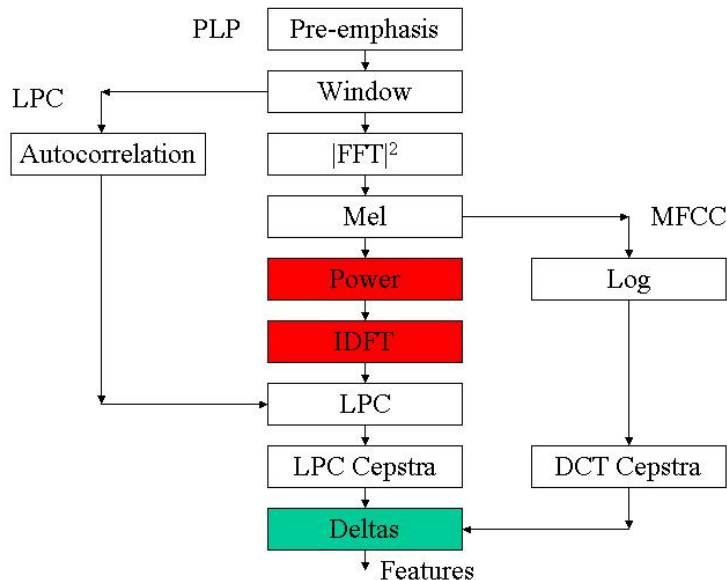 PLP
Pre-emphasis
LPC
Window
Autocorrelation
|FFT|²
Mel
MFCC
Power
Log
IDFT
LPC
LPC Cepstra
DCT Cepstra
Deltas
Features